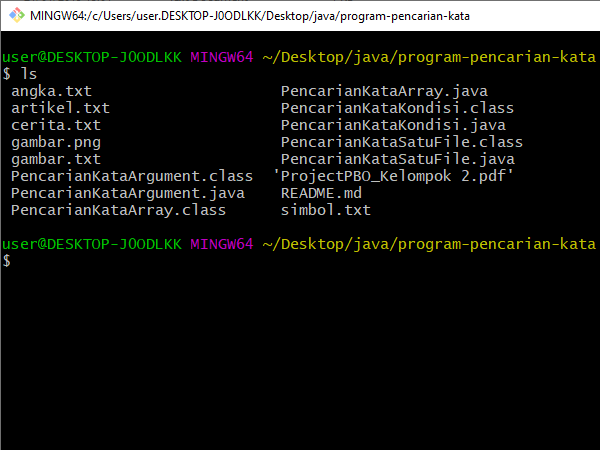 MINGW64:/c/Users/user.DESKTOP-J0ODLKK/Desktop/java/program-pencarian-kata
user@DESKTOP-J0ODLKK MINGW64 ~/Desktop/java/program-pencarian-kata
$ ls
angka.txt PencarianKataArray.java
artikel.txt PencarianKataKondisi.class
cerita.txt PencarianKataKondisi.java
gambar.png PencarianKataSatuFile.class
gambar.txt PencarianKataSatuFile.java
PencarianKataArgument.class 'ProjectPBO_Kelompok 2.pdf'
PencarianKataArgument.java README.md
PencarianKataArray.class simbol.txt
user@DESKTOP-J0ODLKK MINGW64 ~/Desktop/java/program-pencarian-kata
$